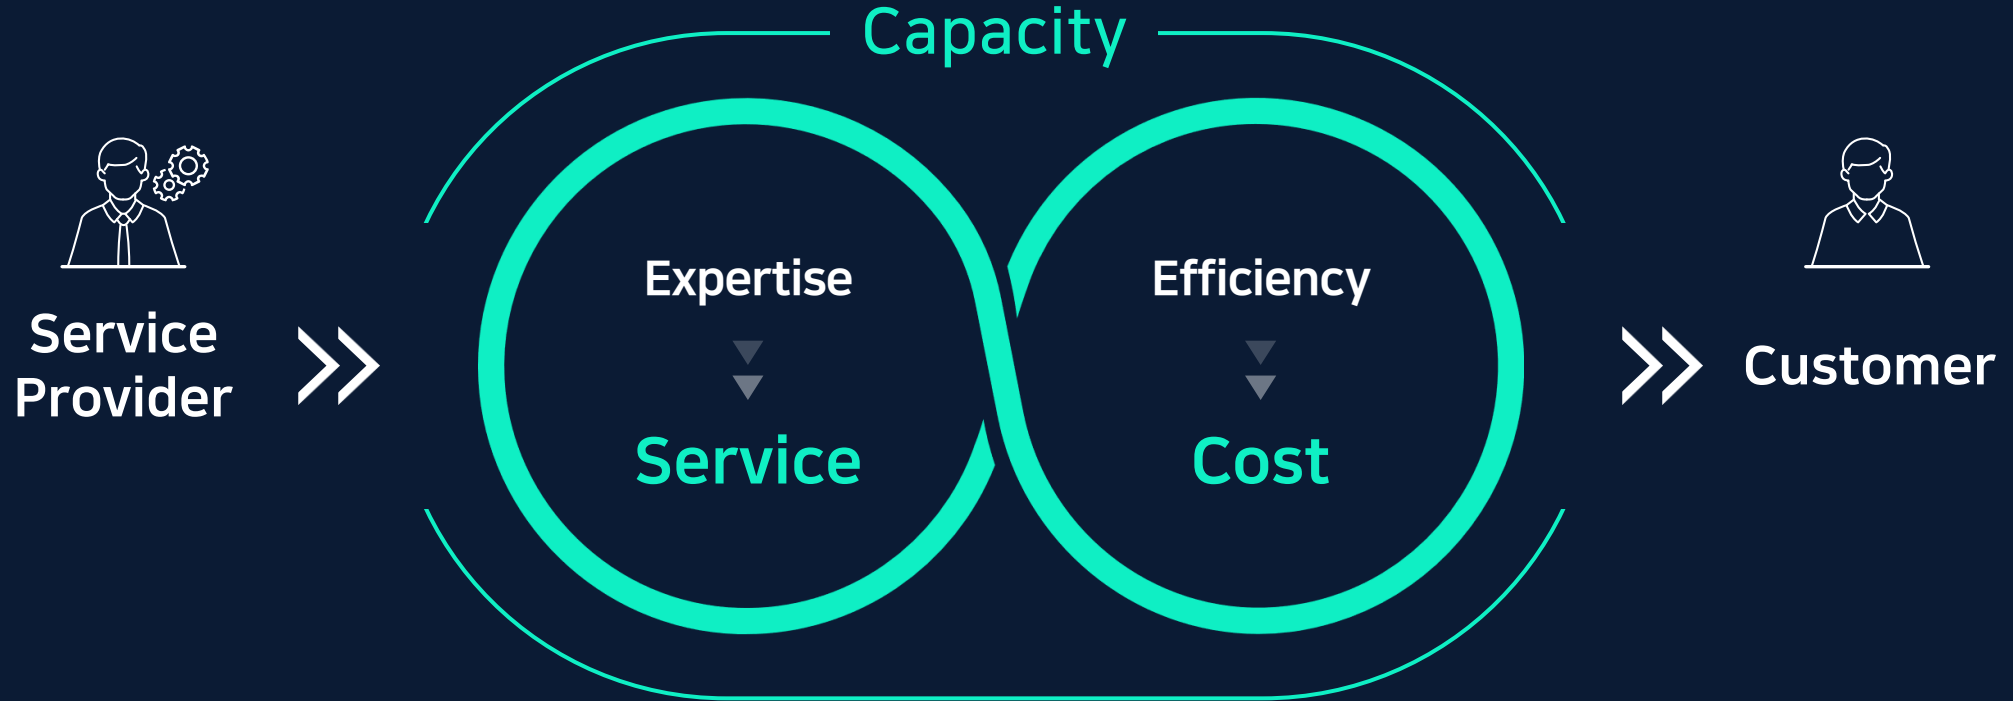 Capacity
Service
Provider
Expertise
Service
Efficiency
Cost
Customer